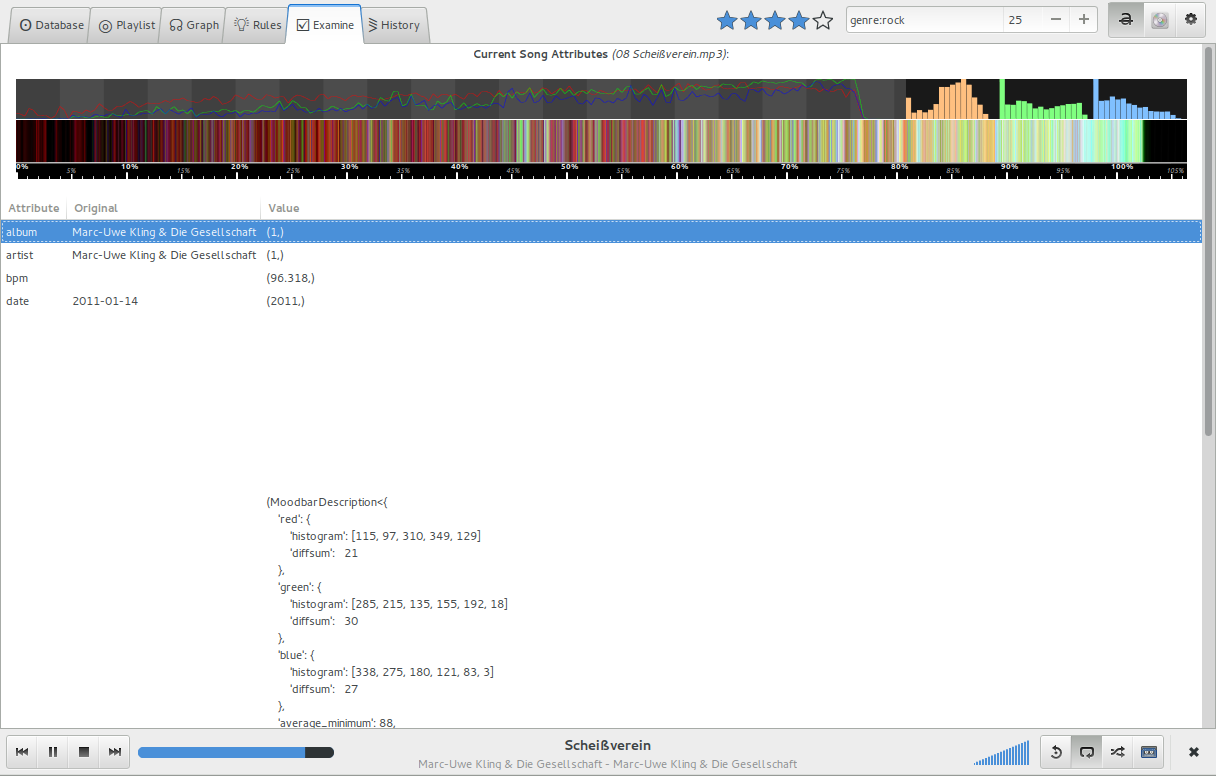 Database Playlist Graph Rules Examine History genre:rock 25
Current Song Attributes (08 Scheißverein.mp3):
0% 10% 20% 30% 40% 50% 60% 70% 80% 90% 100%
5% 15% 25% 35% 45% 55% 65% 75% 85% 95% 105%
Attribute Original Value
album Marc-Uwe Kling & Die Gesellschaft (1,)
artist Marc-Uwe Kling & Die Gesellschaft (1,)
bpm (96.318,)
date 2011-01-14 (2011,)
(MoodbarDescription<{
'red': {
'histogram': [115, 97, 310, 349, 129]
'diffsum': 21
},
'green': {
'histogram': [285, 215, 135, 155, 192, 18]
'diffsum': 30
},
'blue': {
'histogram': [338, 275, 180, 121, 83, 3]
'diffsum': 27
},
'average_minimum': 88,
Scheißverein
Marc-Uwe Kling & Die Gesellschaft - Marc-Uwe Kling & Die Gesellschaft